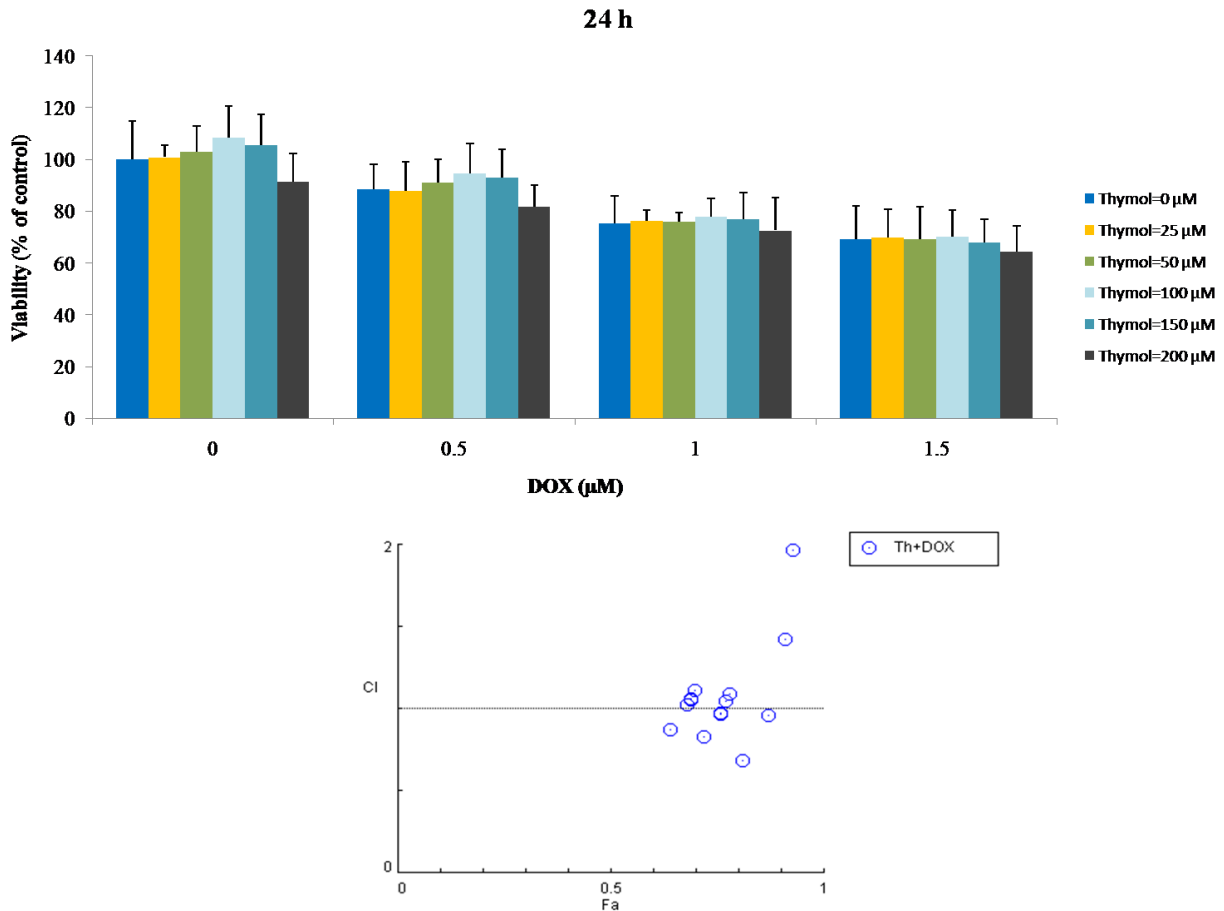 24 h
Viability (% of control)
140
120
100
80
60
40
20
0
0 0.5 1 1.5
DOX (µM)
Thymol=0 µM
Thymol=25 µM
Thymol=50 µM
Thymol=100 µM
Thymol=150 µM
Thymol=200 µM
2
CI
0
0 0.5 1
Fa
Th+DOX